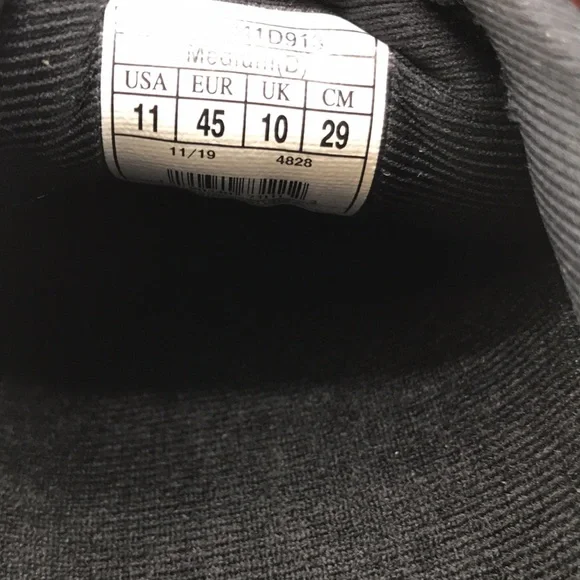 Medium(D)
USA EUR UK CM
11 45 10 29
11/19 4828